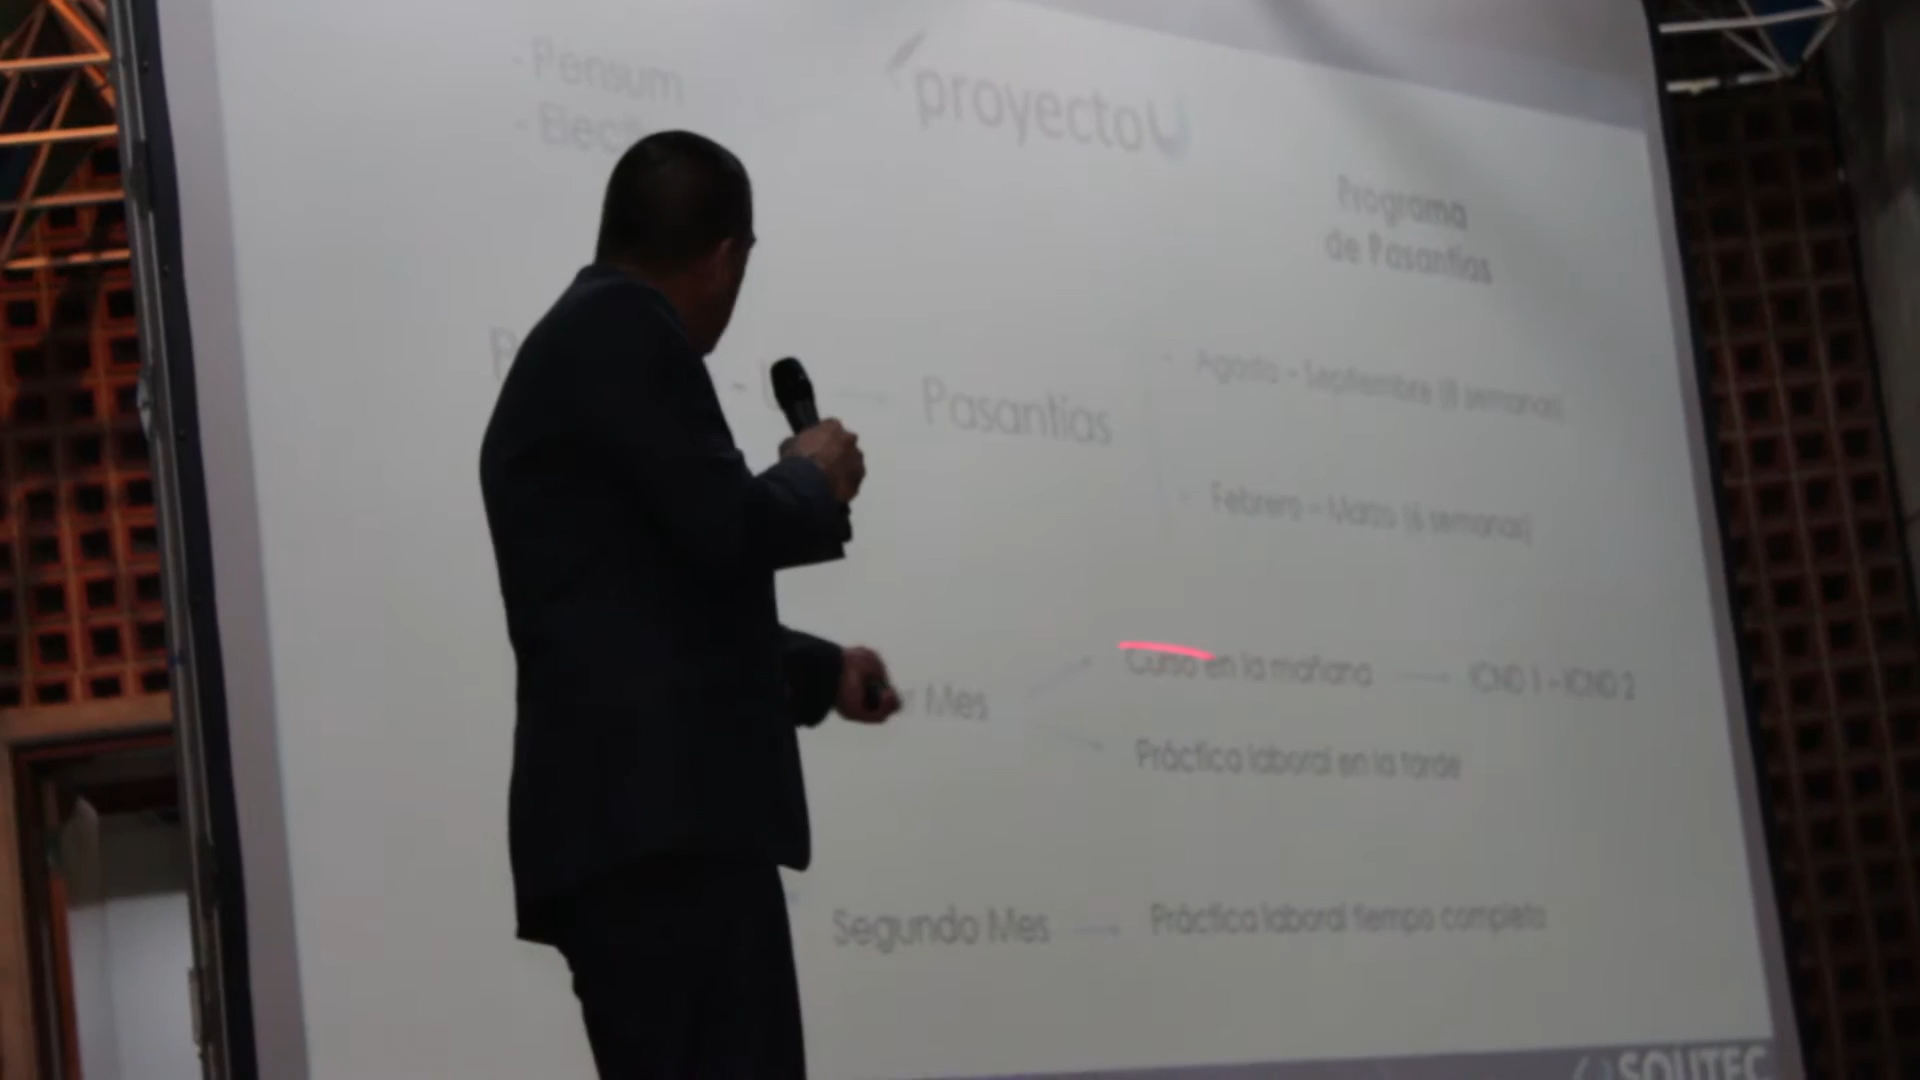 - Pensum
proyectoU
Programa
de Pasantías
Pasantías
- Agosto - Septiembre (8 semanas)
- Febrero - Marzo (6 semanas)
Curso en la mañana
ICND 1 - ICND 2
Mes
Práctica laboral en la tarde
Segundo Mes
Práctica laboral tiempo completo
SOLITEC